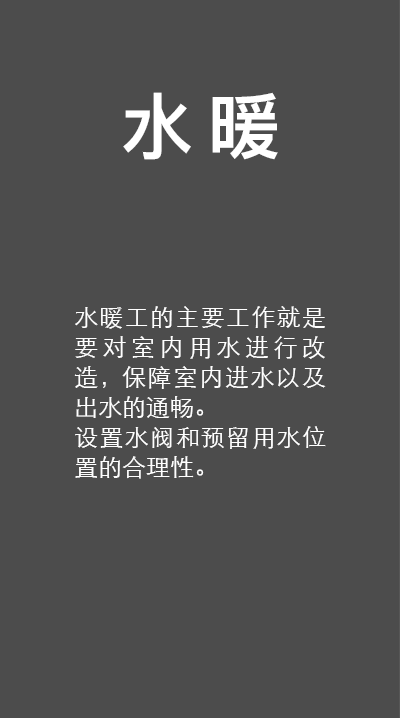 水暖
水暖工的主要工作就是
要对室内用水进行改
造，保障室内进水以及
出水的通畅。
设置水阀和预留用水位
置的合理性。